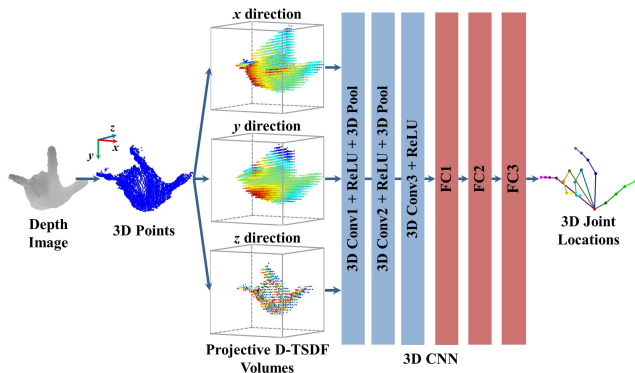 x direction
y direction
z direction
z
x
y
Depth
Image
3D Points
Projective D-TSDF
Volumes
3D Conv1 + ReLU + 3D Pool
3D Conv2 + ReLU + 3D Pool
3D Conv3 + ReLU
FC1
FC2
FC3
3D CNN
3D Joint
Locations